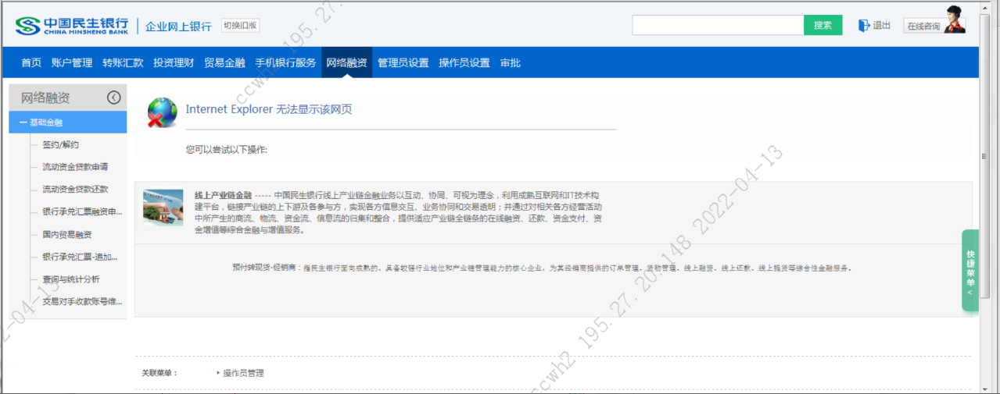 中国民生银行
CHINA MINSHENG BANK
企业网上银行
切换旧版
搜索
退出
在线咨询
首页 账户管理 转账汇款 投资理财 贸易金融 手机银行服务 网络融资 管理员设置 操作员设置 审批
网络融资
基础金融
签约/解约
流动资金贷款申请
流动资金贷款还款
银行承兑汇票融资申...
国内贸易融资
银行承兑汇票-追加...
查询与统计分析
交易对手收款账号维...
Internet Explorer 无法显示该网页
您可以尝试以下操作:
线上产业链金融 ----- 中国民生银行线上产业链金融业务以互动、协同、可视为理念，利用成熟互联网和IT技术构
建平台，链接产业链的上下游及各参与方，实现各方信息交互、业务协同和交易透明；并通过对相关各方经营活动
中所产生的商流、物流、资金流、信息流的归集和整合，提供适应产业链全链条的在线融资、还款、资金支付、资
金增值等综合金融与增值服务。
预付转现货-经销商：指民生银行面向成熟的、具备较强行业地位和产业链管理能力的核心企业，为其经销商提供的订单管理、货物管理、线上融资、线上还款、线上提货等综合性金融服务。
快捷菜单
<
关联菜单：
操作员管理
ccwh2 195.27.
ccwh2 195.27.20.148 2022-04-13
2-04-13